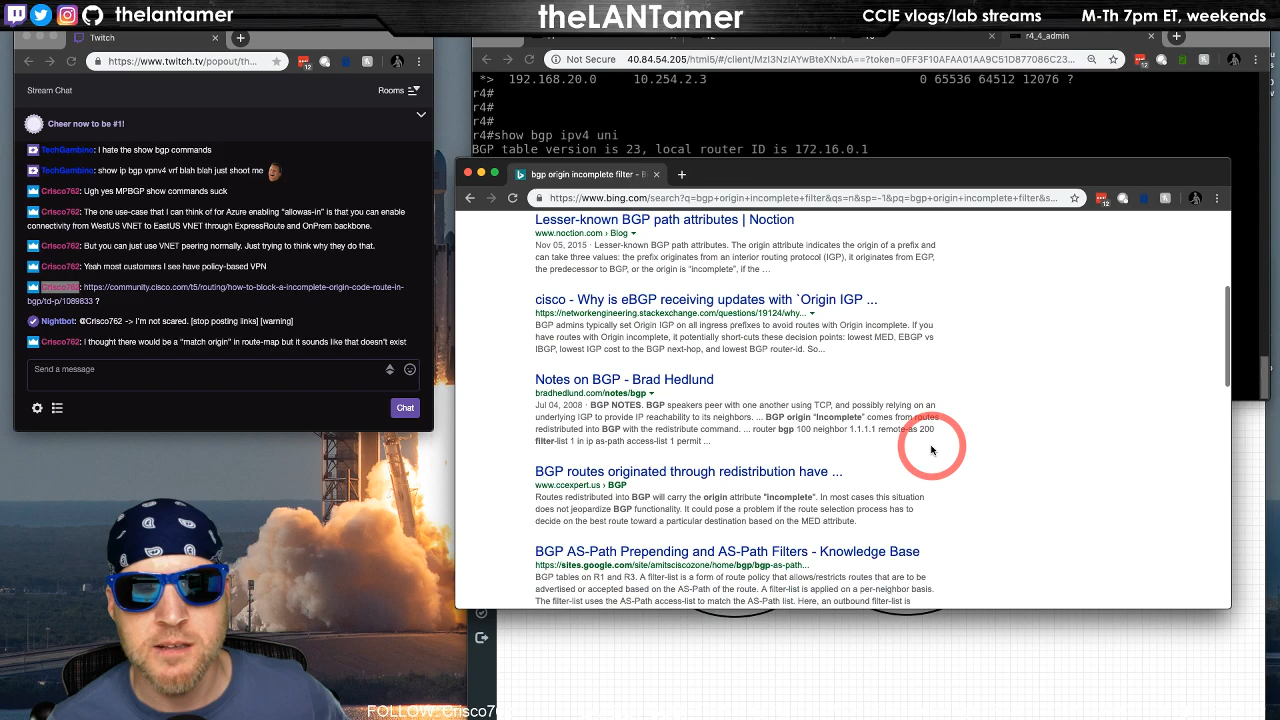 thelantamer
theLANTamer
CCIE vlogs/lab streams
M-Th 7pm ET, weekends
Twitch
https://www.twitch.tv/popout/th...
12
Stream Chat
Rooms
Cheer now to be #1!
TechGambino: I hate the show bgp commands
TechGambino: show ip bgp vpnv4 vrf blah blah just shoot me
Crisco762: Ugh yes MPBGP show commands suck
Crisco762: The one use-case that I can think of for Azure enabling "allowas-in" is that you can enable
connectivity from WestUS VNET to EastUS VNET through ExpressRoute and OnPrem backbone.
Crisco762: But you can just use VNET peering normally. Just trying to think why they do that.
Crisco762: Yeah most customers I see have policy-based VPN
Crisco762: https://community.cisco.com/t5/routing/how-to-block-a-incomplete-origin-code-route-in-
bgp/td-p/1089833 ?
Nightbot: @Crisco762 -> I'm not scared. [stop posting links] [warning]
Crisco762: I thought there would be a "match origin" in route-map but it sounds like that doesn't exist
Send a message
Chat
r4_4_admin
Not Secure
40.84.54.205/html5/#/client/MzI3NzIAYwBteXNxbA==?token=0FF3F10AFAA01AA9C51D877086C23...
12
*> 192.168.20.0 10.254.2.3 0 65536 64512 12076 ?
r4#
r4#
r4#
r4#show bgp ipv4 uni
BGP table version is 23, local router ID is 172.16.0.1
bgp origin incomplete filter - B
https://www.bing.com/search?q=bgp+origin+incomplete+filter&qs=n&sp=-1&pq=bgp+origin+incomplete+filter&s...
12
Lesser-known BGP path attributes | Noction
www.noction.com › Blog
Nov 05, 2015 · Lesser-known BGP path attributes. The origin attribute indicates the origin of a prefix and
can take three values: the prefix originates from an interior routing protocol (IGP), it originates from EGP,
the predecessor to BGP, or the origin is "incomplete", if the ...
cisco - Why is eBGP receiving updates with `Origin IGP ...
https://networkengineering.stackexchange.com/questions/19124/why...
BGP admins typically set Origin IGP on all ingress prefixes to avoid routes with Origin incomplete. If you
have routes with Origin incomplete, it potentially short-cuts these decision points: lowest MED, EBGP vs
IBGP, lowest IGP cost to the BGP next-hop, and lowest BGP router-id. So...
Notes on BGP - Brad Hedlund
bradhedlund.com/notes/bgp
Jul 04, 2008 · BGP NOTES. BGP speakers peer with one another using TCP, and possibly relying on an
underlying IGP to provide IP reachability to its neighbors. ... BGP origin "Incomplete" comes from routes
redistributed into BGP with the redistribute command. ... router bgp 100 neighbor 1.1.1.1 remote-as 200
filter-list 1 in ip as-path access-list 1 permit ...
BGP routes originated through redistribution have ...
www.ccexpert.us › BGP
Routes redistributed into BGP will carry the origin attribute "incomplete". In most cases this situation
does not jeopardize BGP functionality. It could pose a problem if the route selection process has to
decide on the best route toward a particular destination based on the MED attribute.
BGP AS-Path Prepending and AS-Path Filters - Knowledge Base
https://sites.google.com/site/amitsciscozone/home/bgp/bgp-as-path...
BGP tables on R1 and R3. A filter-list is a form of route policy that allows/restricts routes that are to be
advertised or accepted based on the AS-Path of the route. A filter-list is applied on a per-neighbor basis.
The filter-list uses the AS-Path access-list to match the AS-Path list. Here, an outbound filter-list is
FOLLOW: Crisco76